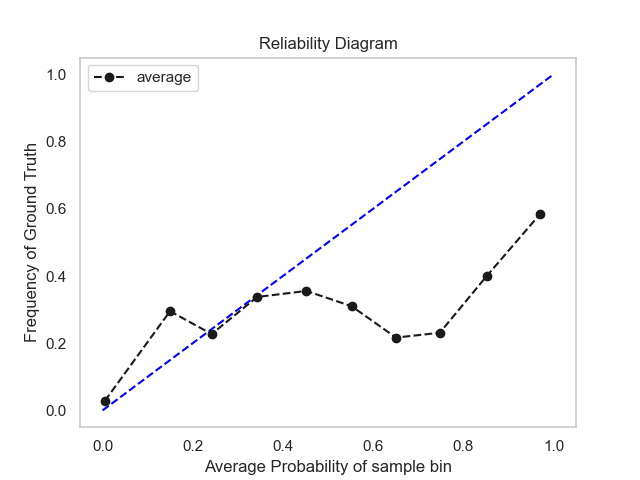 Reliability Diagram
average
Frequency of Ground Truth
1.0
0.8
0.6
0.4
0.2
0.0
0.0 0.2 0.4 0.6 0.8 1.0
Average Probability of sample bin